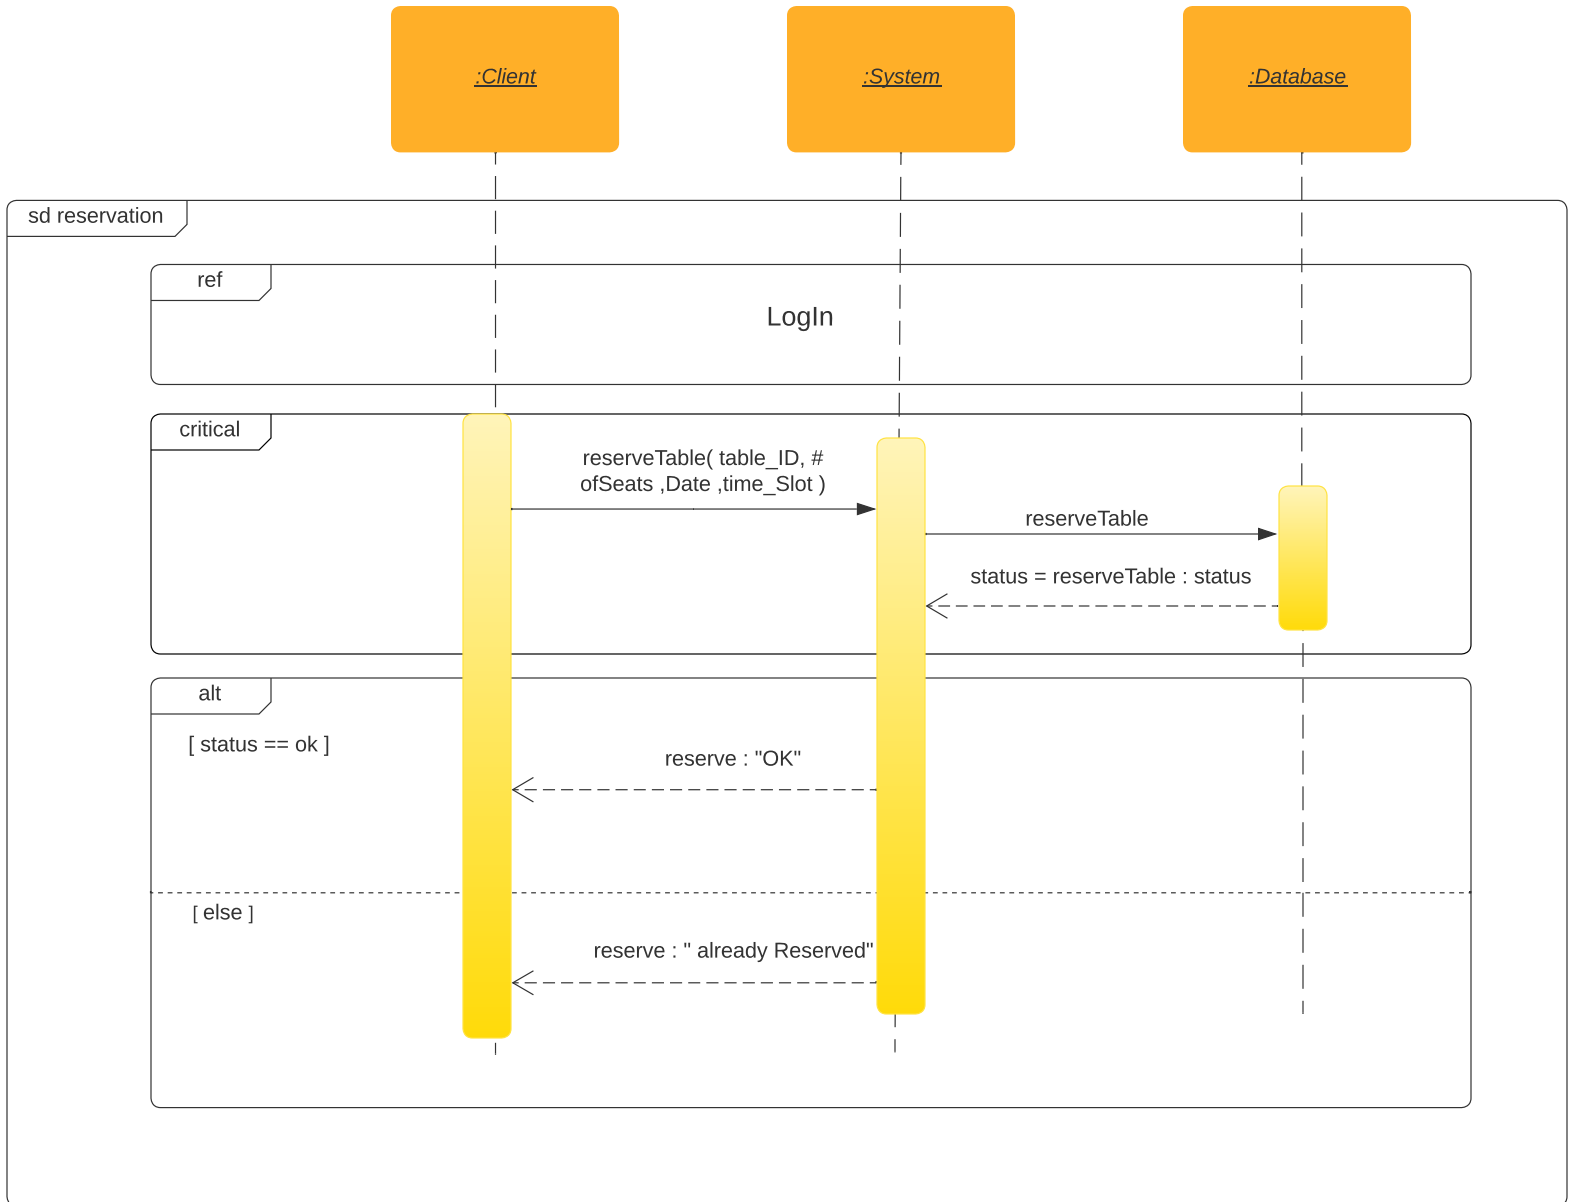 :Client
:System
:Database
sd reservation
ref
LogIn
critical
reserveTable( table_ID, #
ofSeats ,Date ,time_Slot )
reserveTable
status = reserveTable : status
alt
[ status == ok ]
reserve : "OK"
[ else ]
reserve : " already Reserved"